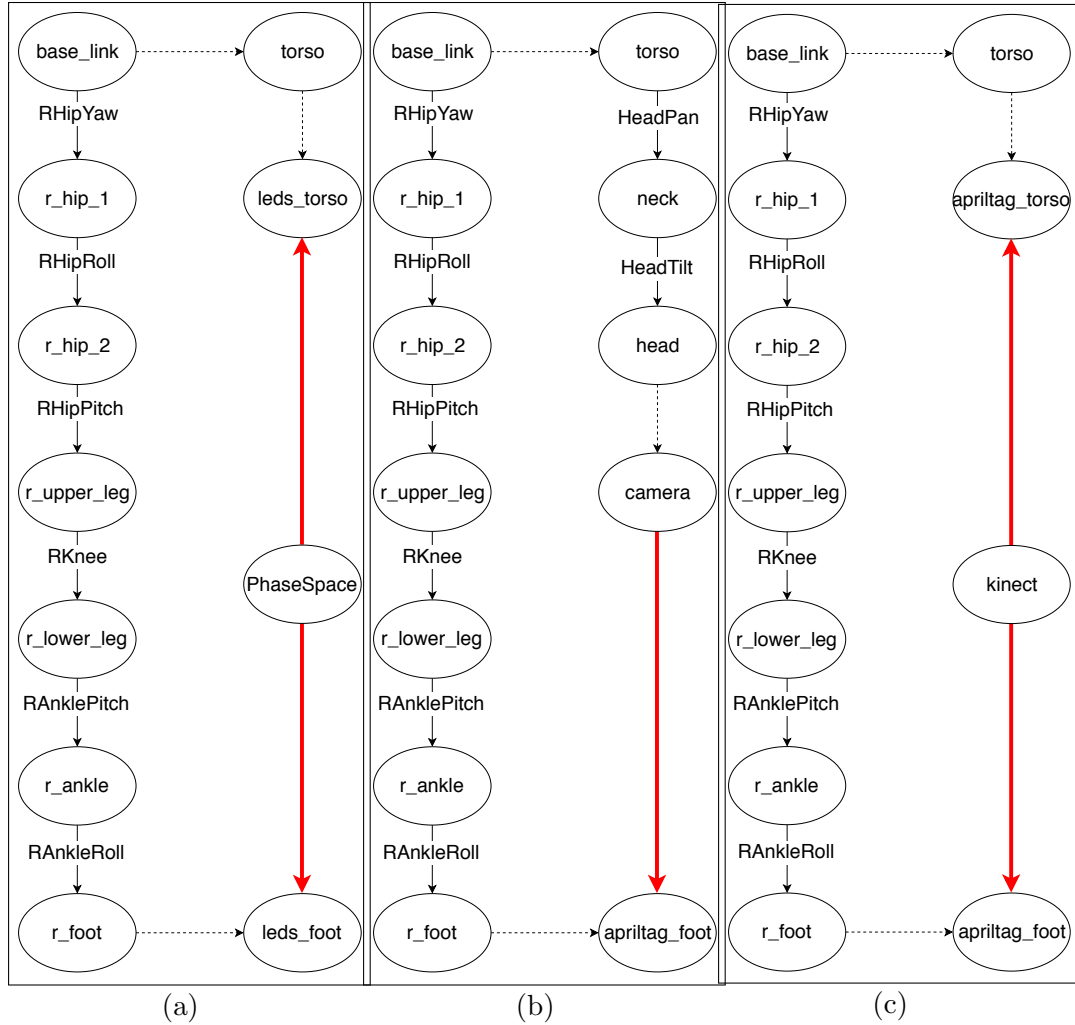 base_link
torso
RHipYaw
r_hip_1
leds_torso
RHipRoll
r_hip_2
RHipPitch
r_upper_leg
RKnee
PhaseSpace
r_lower_leg
RAnklePitch
r_ankle
RAnkleRoll
r_foot
leds_foot
(a)
base_link
torso
RHipYaw
HeadPan
r_hip_1
neck
RHipRoll
HeadTilt
r_hip_2
head
RHipPitch
r_upper_leg
camera
RKnee
r_lower_leg
RAnklePitch
r_ankle
RAnkleRoll
r_foot
apriltag_foot
(b)
base_link
torso
RHipYaw
r_hip_1
apriltag_torso
RHipRoll
r_hip_2
RHipPitch
r_upper_leg
RKnee
kinect
r_lower_leg
RAnklePitch
r_ankle
RAnkleRoll
r_foot
apriltag_foot
(c)